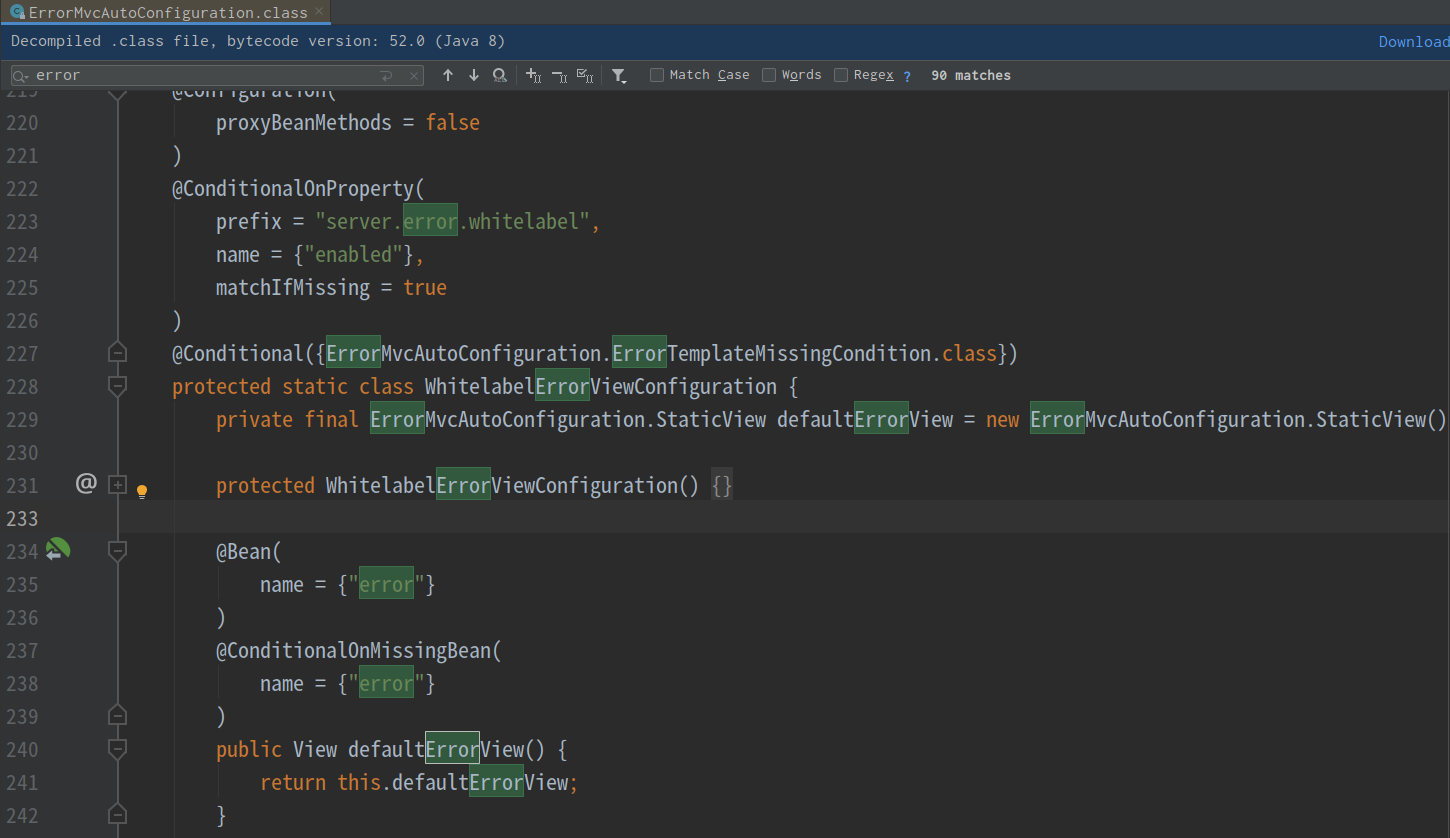 ErrorMvcAutoConfiguration.class
Decompiled .class file, bytecode version: 52.0 (Java 8)
Download
error
Match Case
Words
Regex
?
90 matches
219 @Configuration(
220 proxyBeanMethods = false
221 )
222 @ConditionalOnProperty(
223 prefix = "server.error.whitelabel",
224 name = {"enabled"},
225 matchIfMissing = true
226 )
227 @Conditional({ErrorMvcAutoConfiguration.ErrorTemplateMissingCondition.class})
228 protected static class WhitelabelErrorViewConfiguration {
229 private final ErrorMvcAutoConfiguration.StaticView defaultErrorView = new ErrorMvcAutoConfiguration.StaticView()
230
231 @ protected WhitelabelErrorViewConfiguration() {}
233
234 @Bean(
235 name = {"error"}
236 )
237 @ConditionalOnMissingBean(
238 name = {"error"}
239 )
240 public View defaultErrorView() {
241 return this.defaultErrorView;
242 }